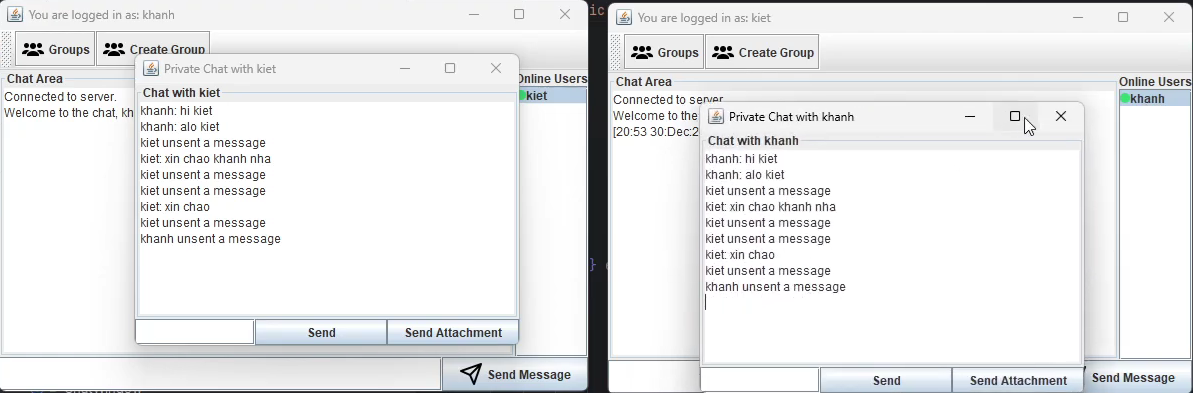 You are logged in as: khanh
Groups
Create Group
Chat Area
Connected to server.
Welcome to the chat, kh
Online Users
kiet
Private Chat with kiet
Chat with kiet
khanh: hi kiet
khanh: alo kiet
kiet unsent a message
kiet: xin chao khanh nha
kiet unsent a message
kiet unsent a message
kiet: xin chao
kiet unsent a message
khanh unsent a message
Send
Send Attachment
Send Message
ic
} 
You are logged in as: kiet
Groups
Create Group
Chat Area
Connected to server
Welcome to the
[20:53 30:Dec:2
Online Users
khanh
Private Chat with khanh
Chat with khanh
khanh: hi kiet
khanh: alo kiet
kiet unsent a message
kiet: xin chao khanh nha
kiet unsent a message
kiet unsent a message
kiet: xin chao
kiet unsent a message
khanh unsent a message
Send
Send Attachment
Send Message